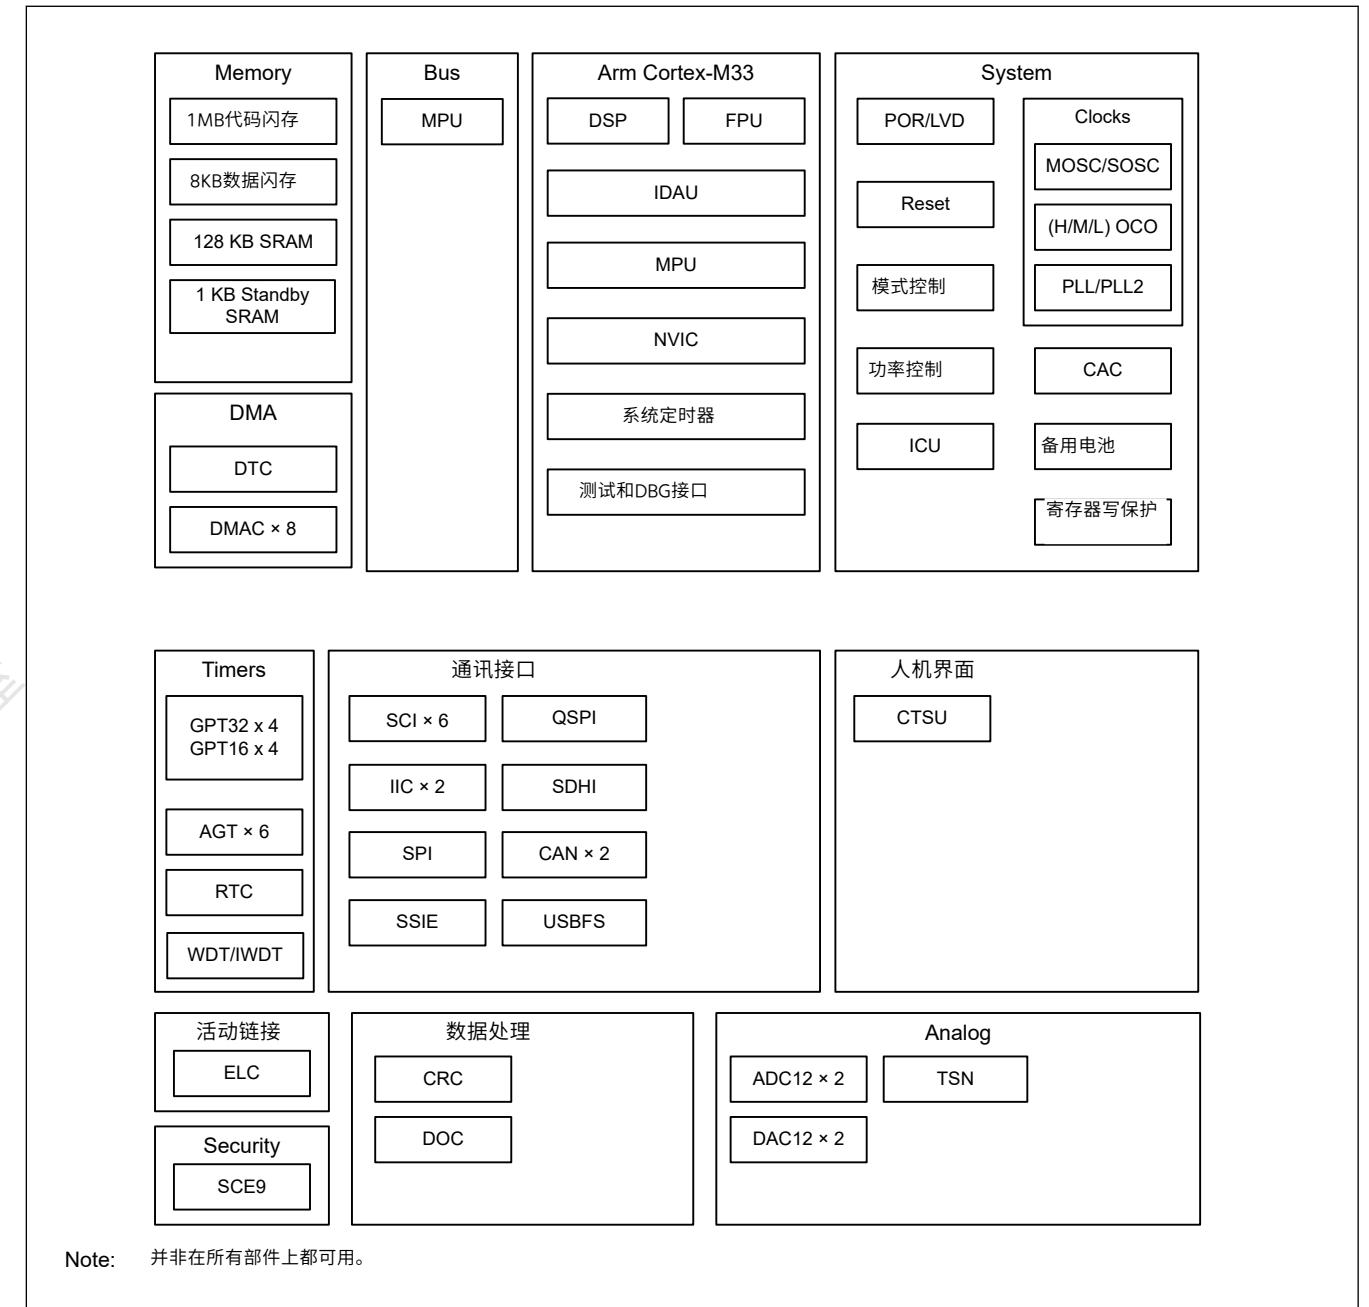 Memory
1MB代码闪存
8KB数据闪存
128 KB SRAM
1 KB Standby
SRAM
DMA
DTC
DMAC × 8
Bus
MPU
Arm Cortex-M33
DSP
FPU
IDAU
MPU
NVIC
系统定时器
测试和DBG接口
System
POR/LVD
Reset
模式控制
功率控制
ICU
Clocks
MOSC/SOSC
(H/M/L) OCO
PLL/PLL2
CAC
备用电池
寄存器写保护
Timers
GPT32 x 4
GPT16 x 4
AGT × 6
RTC
WDT/IWDT
通讯接口
SCI × 6
QSPI
IIC × 2
SDHI
SPI
CAN × 2
SSIE
USBFS
人机界面
CTSU
活动链接
ELC
Security
SCE9
数据处理
CRC
DOC
Analog
ADC12 × 2
TSN
DAC12 × 2
Note: 并非在所有部件上都可用。